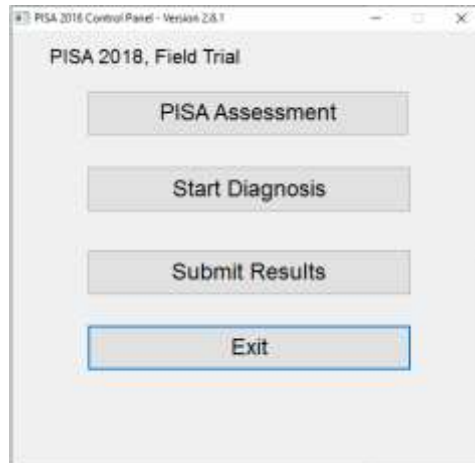 PISA 2018 Control Panel - Version 2.8.1
PISA 2018, Field Trial
PISA Assessment
Start Diagnosis
Submit Results
Exit